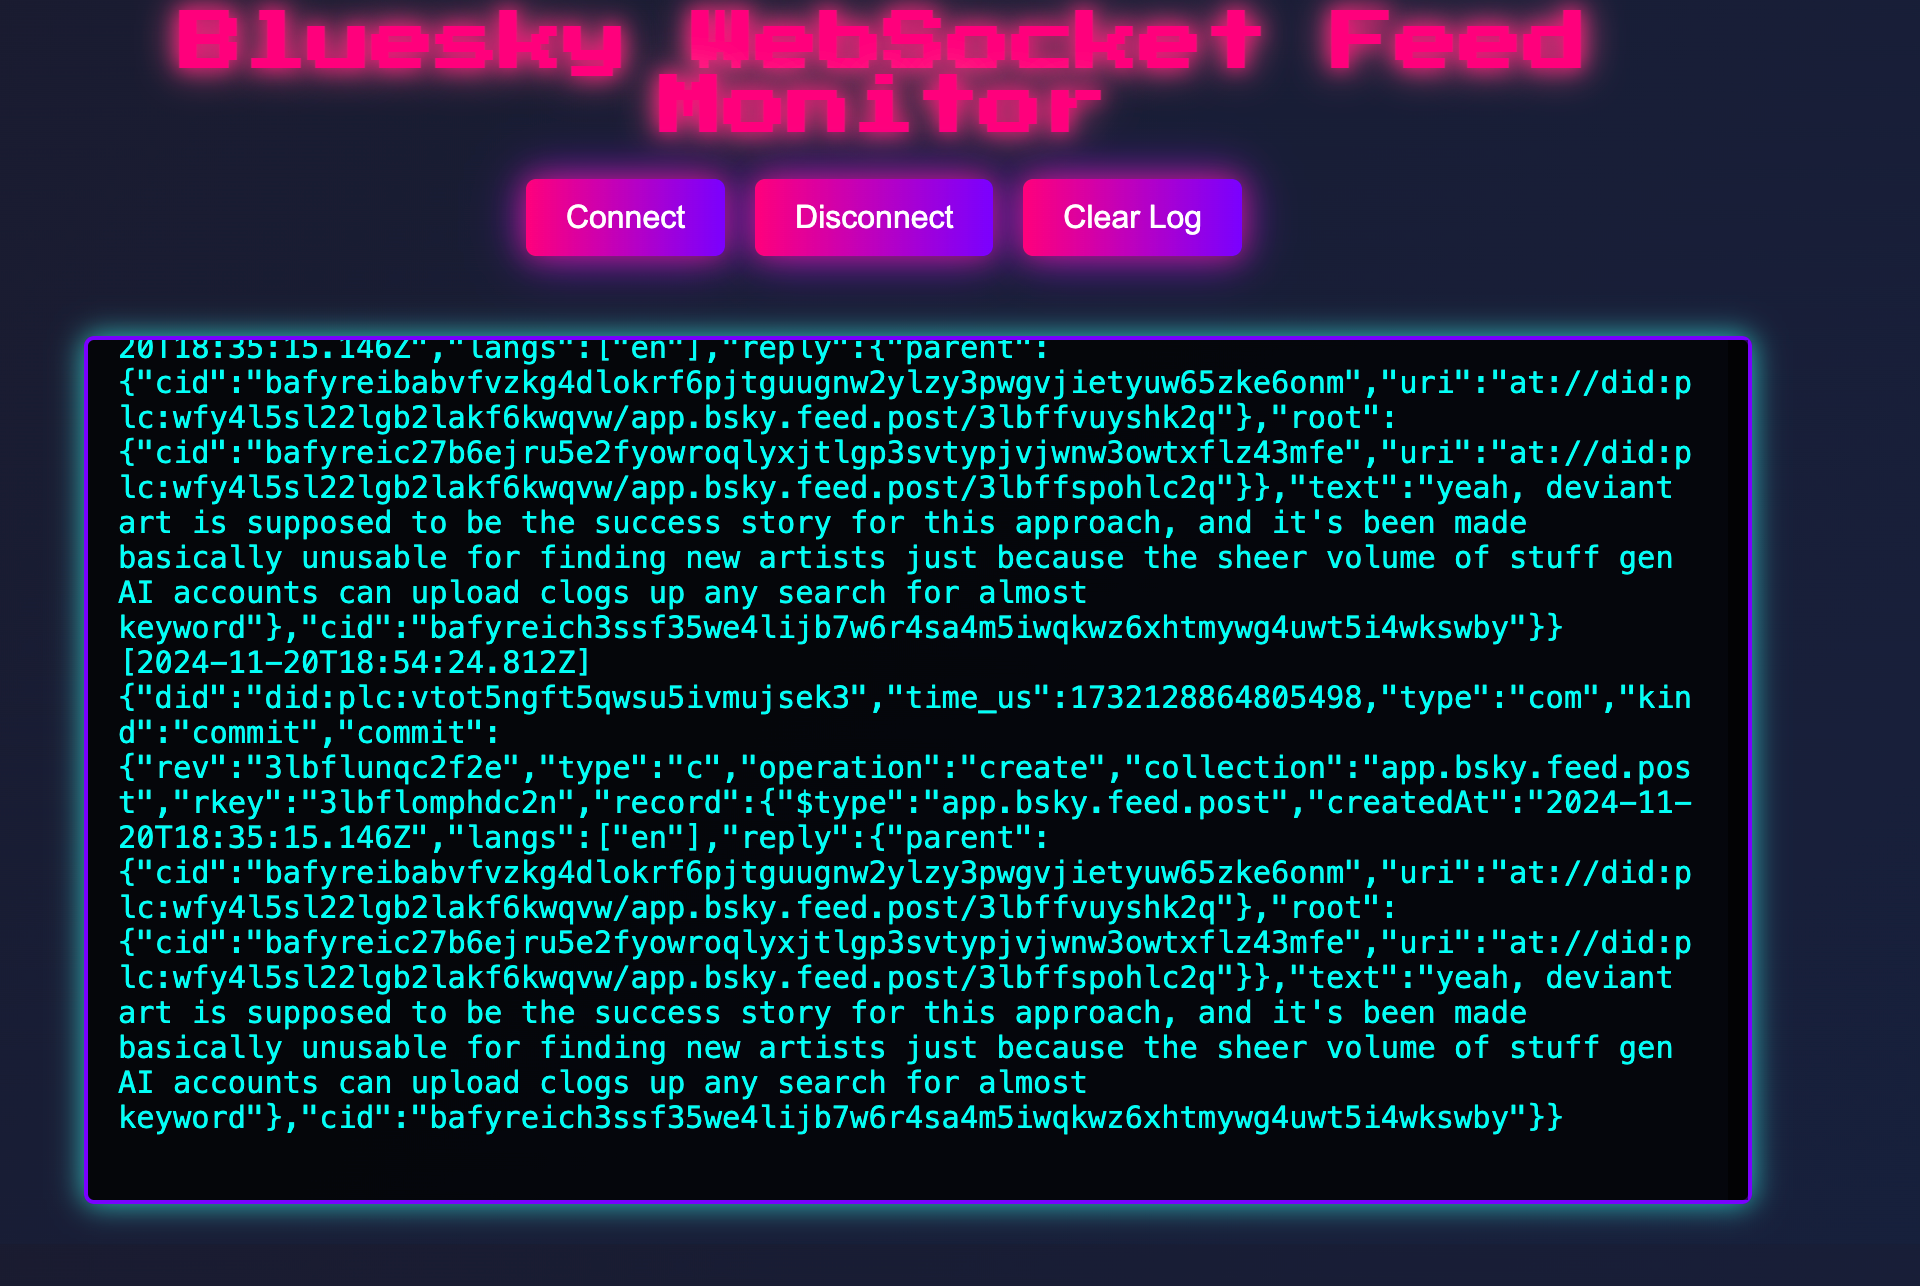 Bluesky WebSocket Feed
Monitor
Connect
Disconnect
Clear Log
20T18:35:15.146Z","langs":["en"],"reply":{"parent":
{"cid":"bafyreibabvfvzkg4dlokrf6pjtguugnw2ylzy3pwgvjietyuw65zke6onm","uri":"at://did:p
lc:wfy4l5sl22lgb2lakf6kwqvw/app.bsky.feed.post/3lbffvuyshk2q"},"root":
{"cid":"bafyreic27b6ejru5e2fyowroqlyxjtlgp3svtypjvjwnw3owtxflz43mfe","uri":"at://did:p
lc:wfy4l5sl22lgb2lakf6kwqvw/app.bsky.feed.post/3lbffspohlc2q"}},"text":"yeah, deviant
art is supposed to be the success story for this approach, and it's been made
basically unusable for finding new artists just because the sheer volume of stuff gen
AI accounts can upload clogs up any search for almost
keyword"},"cid":"bafyreich3ssf35we4lijb7w6r4sa4m5iwqkwz6xhtmywg4uwt5i4wkswby"}}
[2024-11-20T18:54:24.812Z]
{"did":"did:plc:vtot5ngft5qwsu5ivmujsek3","time_us":1732128864805498,"type":"com","kin
d":"commit","commit":
{"rev":"3lbflunqc2f2e","type":"c","operation":"create","collection":"app.bsky.feed.pos
t","rkey":"3lbflomphdc2n","record":{"$type":"app.bsky.feed.post","createdAt":"2024-11-
20T18:35:15.146Z","langs":["en"],"reply":{"parent":
{"cid":"bafyreibabvfvzkg4dlokrf6pjtguugnw2ylzy3pwgvjietyuw65zke6onm","uri":"at://did:p
lc:wfy4l5sl22lgb2lakf6kwqvw/app.bsky.feed.post/3lbffvuyshk2q"},"root":
{"cid":"bafyreic27b6ejru5e2fyowroqlyxjtlgp3svtypjvjwnw3owtxflz43mfe","uri":"at://did:p
lc:wfy4l5sl22lgb2lakf6kwqvw/app.bsky.feed.post/3lbffspohlc2q"}},"text":"yeah, deviant
art is supposed to be the success story for this approach, and it's been made
basically unusable for finding new artists just because the sheer volume of stuff gen
AI accounts can upload clogs up any search for almost
keyword"},"cid":"bafyreich3ssf35we4lijb7w6r4sa4m5iwqkwz6xhtmywg4uwt5i4wkswby"}}